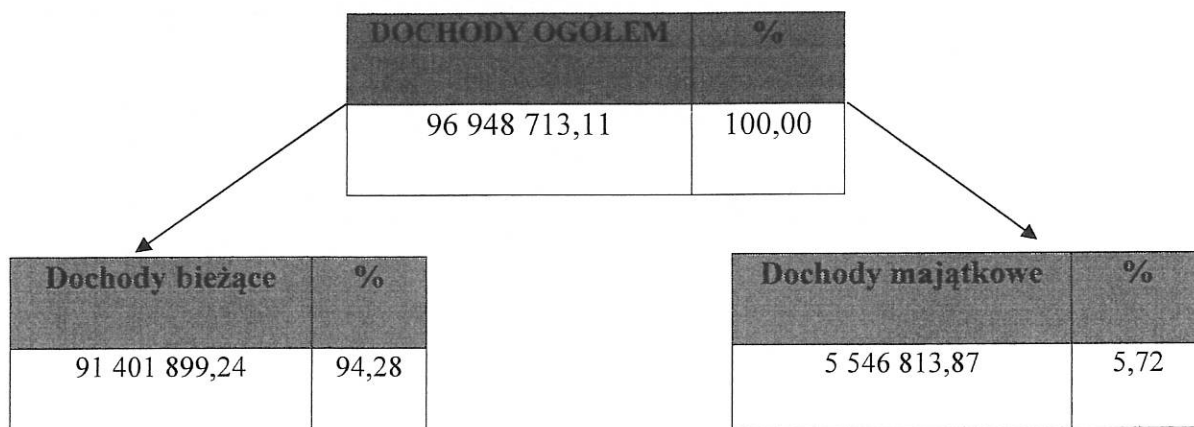 DOCHODY OGÓŁEM %
96 948 713,11 100,00
Dochody bieżące %
91 401 899,24 94,28
Dochody majątkowe %
5 546 813,87 5,72